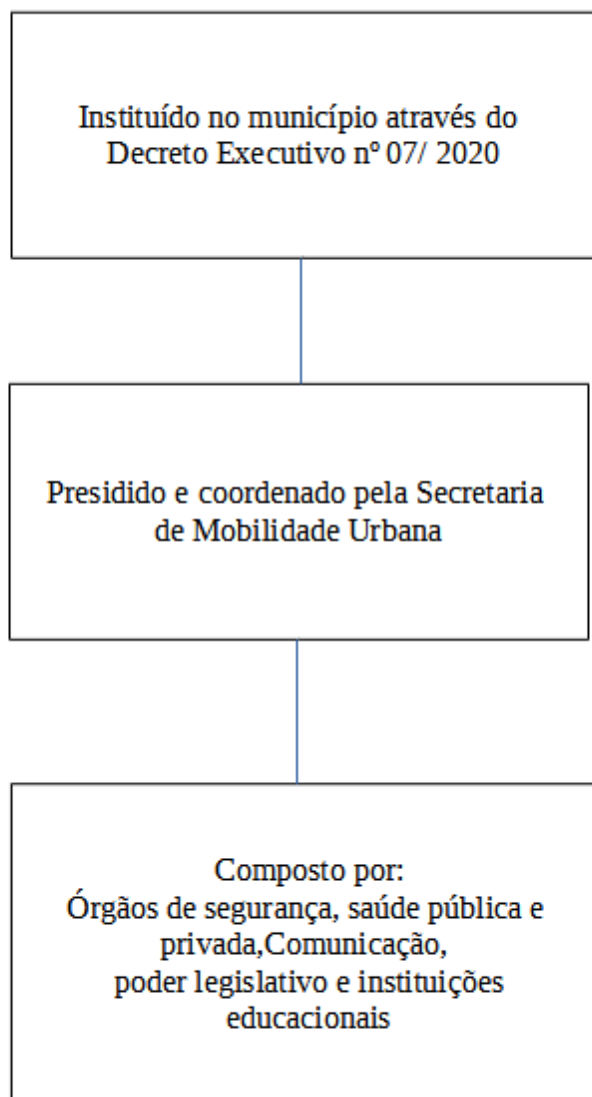 Instituído no município através do
Decreto Executivo nº 07/ 2020
Presidido e coordenado pela Secretaria
de Mobilidade Urbana
Composto por:
Órgãos de segurança, saúde pública e
privada,Comunicação,
poder legislativo e instituições
educacionais